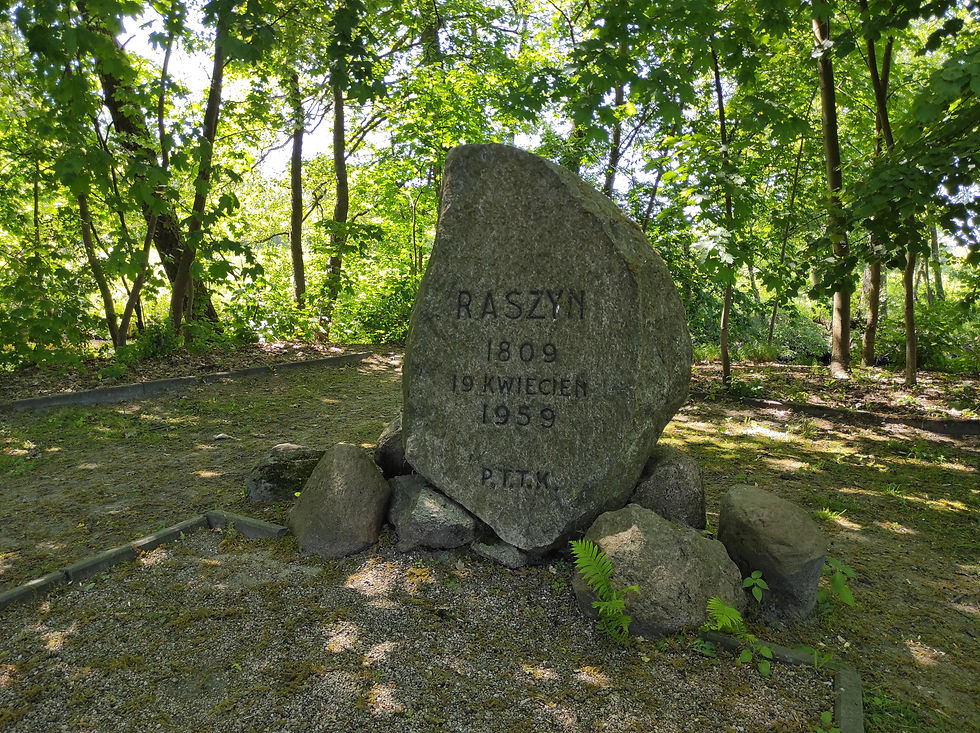 RASZYN
1809
19 KWIECIEŃ
1959
P.T.T.K.